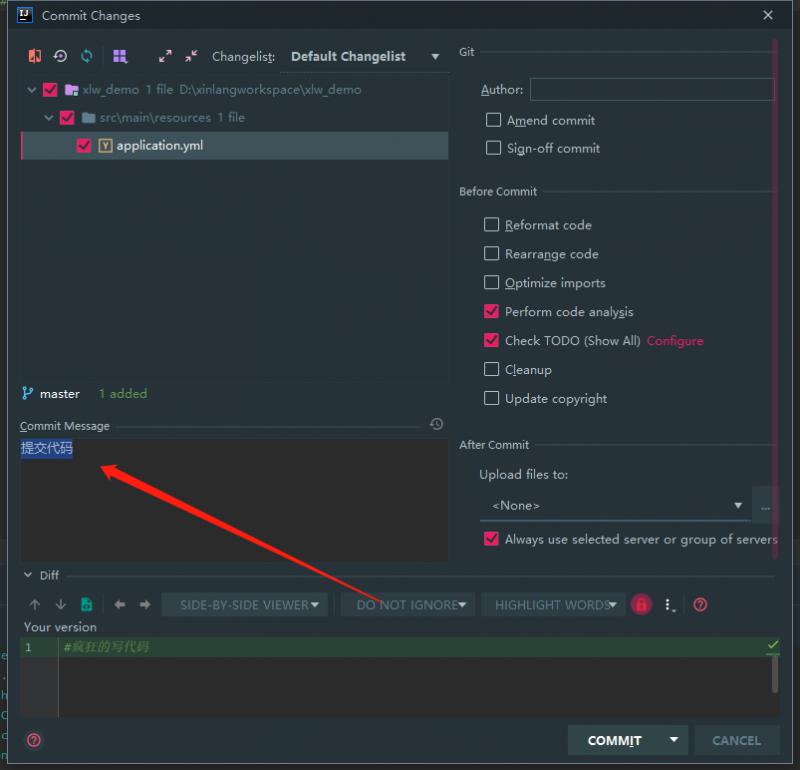 Commit Changes
Changelist: Default Changelist
xlw_demo 1 file D:\xinlangworkspace\xlw_demo
src\main\resources 1 file
application.yml
master 1 added
Commit Message
提交代码
Git
Author:
Amend commit
Sign-off commit
Before Commit
Reformat code
Rearrange code
Optimize imports
Perform code analysis
Check TODO (Show All) Configure
Cleanup
Update copyright
After Commit
Upload files to:
<None>
...
Always use selected server or group of servers
Diff
SIDE-BY-SIDE VIEWER DO NOT IGNORE HIGHLIGHT WORDS
Your version
1 #疯狂的写代码
COMMIT CANCEL